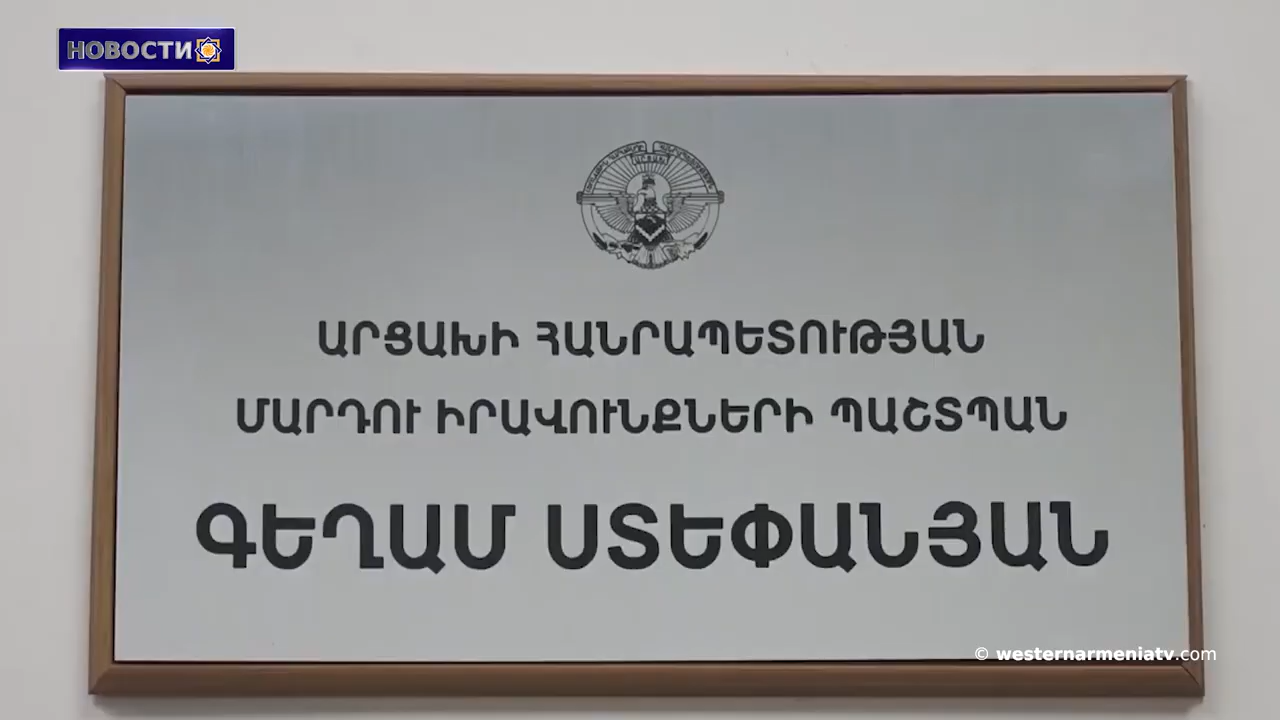 НОВОСТИ
ԱՐՑԱԽԻ ՀԱՆՐԱՊԵՏՈՒԹՅԱՆ
ՄԱՐԴՈՒ ԻՐԱՎՈՒՆՔՆԵՐԻ ՊԱՇՏՊԱՆ
ԳԵՂԱՄ ՍՏԵՓԱՆՅԱՆ
© westernarmeniatv.com